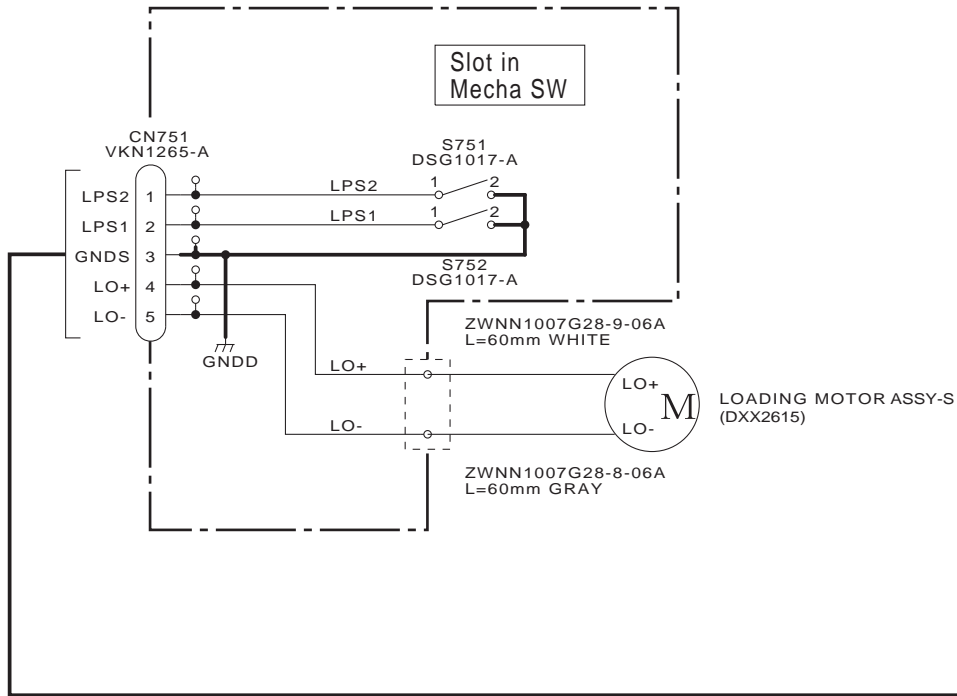 Slot in
Mecha SW
CN751
VKN1265-A
S751
DSG1017-A
LPS2 1 LPS2 1 2
LPS1 2 LPS1 1 2
GNDS 3
S752
DSG1017-A
LO+ 4
LO- 5
GNDD
ZWNN1007G28-9-06A
L=60mm WHITE
LO+ LO+
M
LOADING MOTOR ASSY-S
(DXX2615)
LO- LO-
ZWNN1007G28-8-06A
L=60mm GRAY